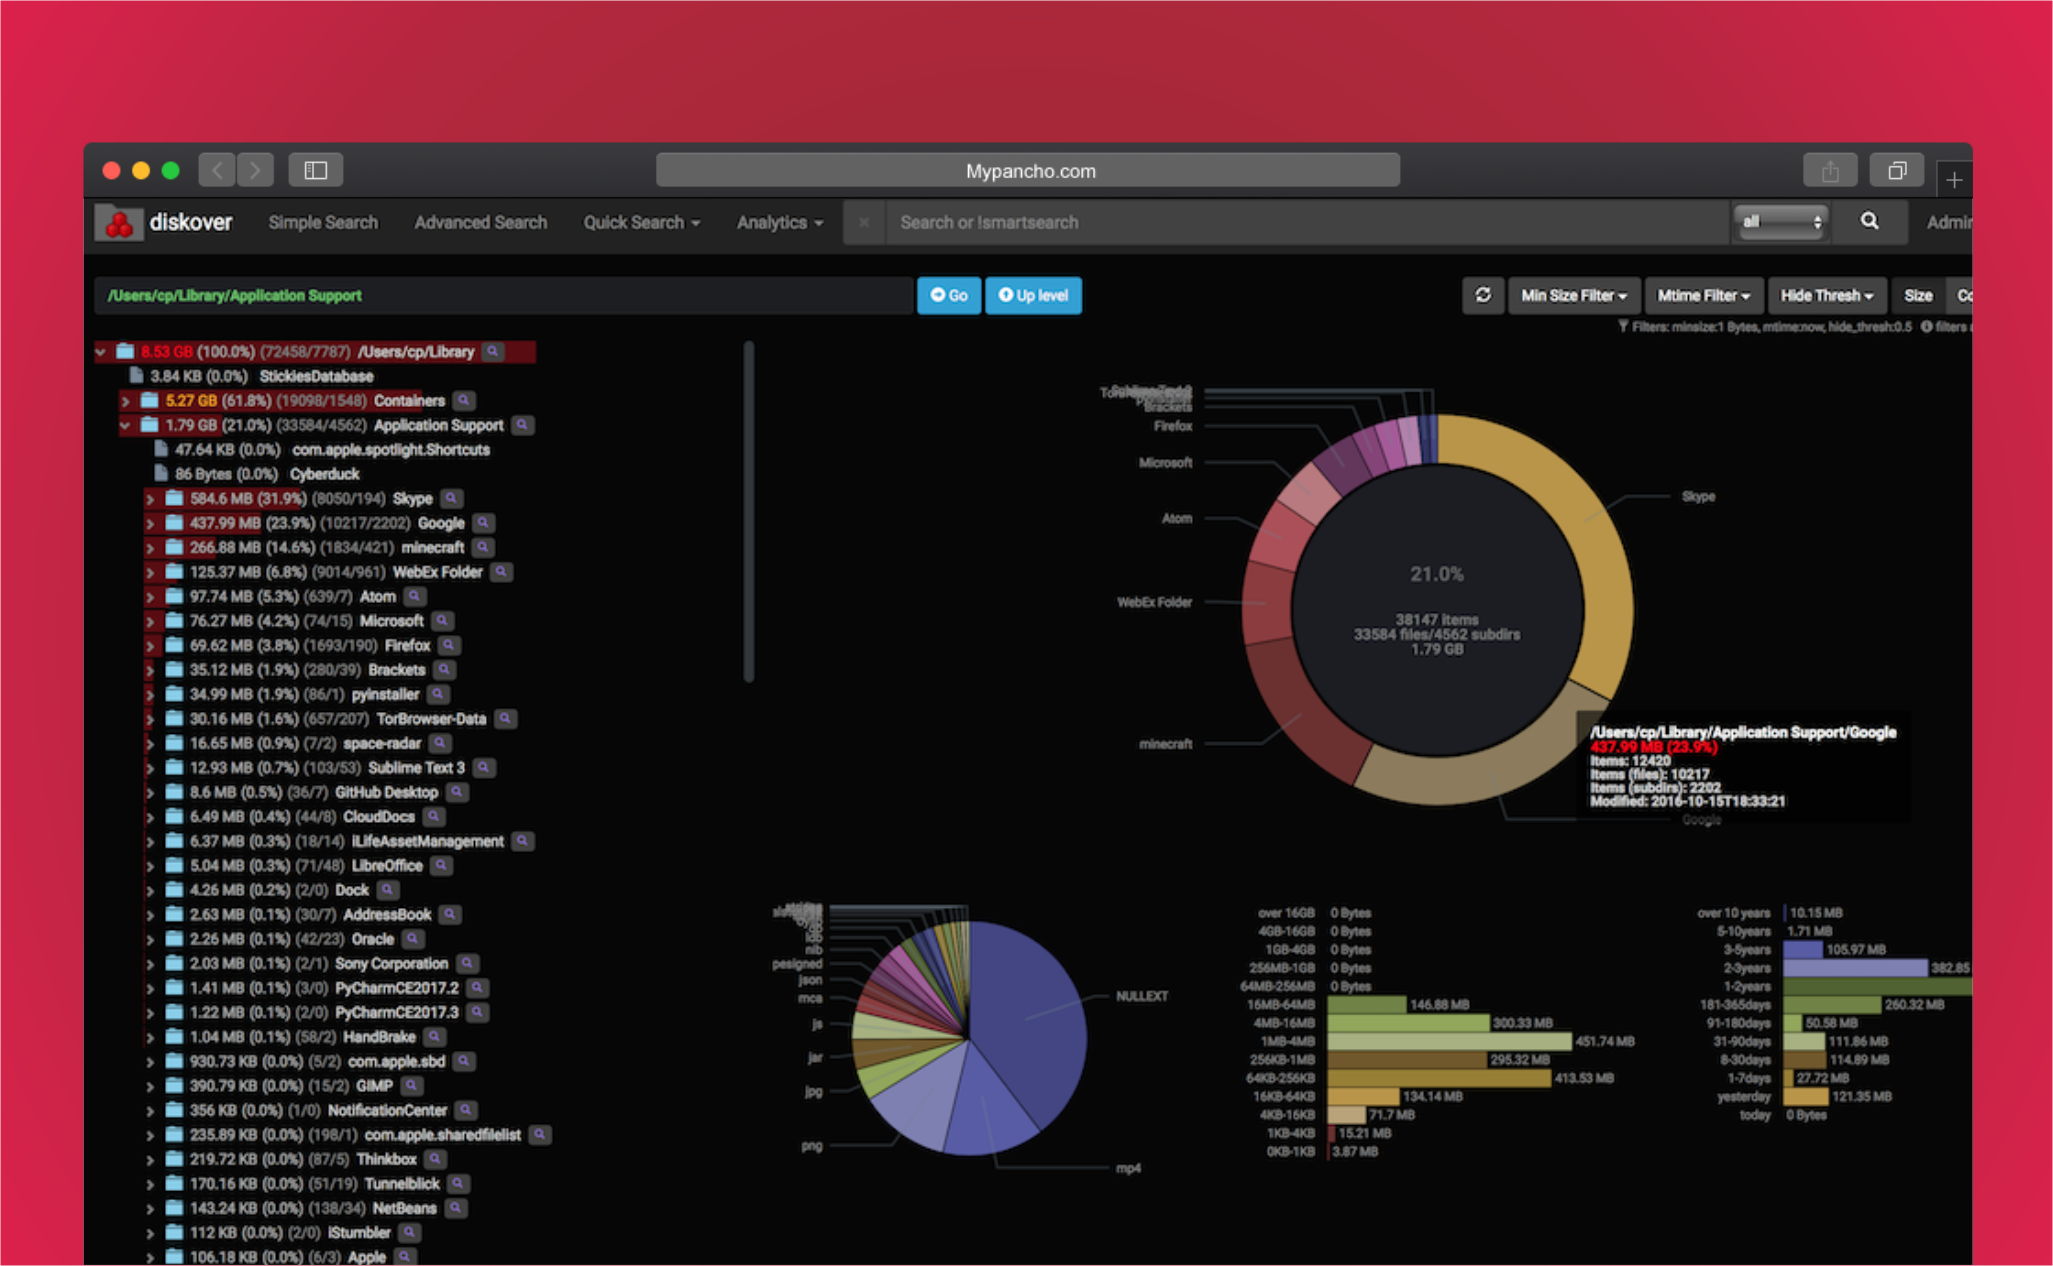 Mypancho.com
diskover Simple Search Advanced Search Quick Search Analytics Search or !smartsearch all Admin
/Users/cp/Library/Application Support Go Up level Min Size Filter Mtime Filter Hide Thresh Size Co
Filters: minsize:1 Bytes, mtime:now, hide_thresh:0.5 filters
8.53 GB (100.0%) (72458/7787) /Users/cp/Library
3.84 KB (0.0%) StickiesDatabase
5.27 GB (61.8%) (19098/1548) Containers
1.79 GB (21.0%) (33584/4562) Application Support
47.64 KB (0.0%) com.apple.spotlight.Shortcuts
86 Bytes (0.0%) Cyberduck
584.6 MB (31.9%) (8050/194) Skype
437.99 MB (23.9%) (10217/2202) Google
266.88 MB (14.6%) (1834/421) minecraft
125.37 MB (6.8%) (9014/961) WebEx Folder
97.74 MB (5.3%) (639/7) Atom
76.27 MB (4.2%) (74/15) Microsoft
69.62 MB (3.8%) (1693/190) Firefox
35.12 MB (1.9%) (280/39) Brackets
34.99 MB (1.9%) (86/1) pyinstaller
30.16 MB (1.6%) (657/207) TorBrowser-Data
16.65 MB (0.9%) (7/2) space-radar
12.93 MB (0.7%) (103/53) Sublime Text 3
8.6 MB (0.5%) (36/7) GitHub Desktop
6.49 MB (0.4%) (44/8) CloudDocs
6.37 MB (0.3%) (18/14) iLifeAssetManagement
5.04 MB (0.3%) (71/48) LibreOffice
4.26 MB (0.2%) (2/0) Dock
2.63 MB (0.1%) (30/7) AddressBook
2.26 MB (0.1%) (42/23) Oracle
2.03 MB (0.1%) (2/1) Sony Corporation
1.41 MB (0.1%) (3/0) PyCharmCE2017.2
1.22 MB (0.1%) (2/0) PyCharmCE2017.3
1.04 MB (0.1%) (58/2) HandBrake
930.73 KB (0.0%) (5/2) com.apple.sbd
390.79 KB (0.0%) (15/2) GIMP
356 KB (0.0%) (1/0) NotificationCenter
235.89 KB (0.0%) (198/1) com.apple.sharedfilelist
219.72 KB (0.0%) (87/5) Thinkbox
170.16 KB (0.0%) (51/19) Tunnelblick
143.24 KB (0.0%) (138/34) NetBeans
112 KB (0.0%) (2/0) iStumbler
106.18 KB (0.0%) (6/3) Apple
Brackets
Firefox
Microsoft
Atom
WebEx Folder
minecraft
Skype
Google
21.0%
38147 items
33584 files/4562 subdirs
1.79 GB
/Users/cp/Library/Application Support/Google
437.99 MB (23.9%)
Items: 12420
Items (files): 10217
Items (subdirs): 2202
Modified: 2016-10-15T18:33:21
nib
pesigned
json
mca
js
jar
jpg
png
NULLEXT
mp4
over 16GB 0 Bytes
4GB-16GB 0 Bytes
1GB-4GB 0 Bytes
256MB-1GB 0 Bytes
64MB-256MB 0 Bytes
16MB-64MB 146.88 MB
4MB-16MB 300.33 MB
1MB-4MB 451.74 MB
256KB-1MB 295.32 MB
64KB-256KB 413.53 MB
16KB-64KB 134.14 MB
4KB-16KB 71.7 MB
1KB-4KB 15.21 MB
0KB-1KB 3.87 MB
over 10 years 10.15 MB
5-10years 1.71 MB
3-5years 105.97 MB
2-3years 382.85
1-2years
181-365days 260.32 MB
91-180days 50.58 MB
31-90days 111.86 MB
8-30days 114.89 MB
1-7days 27.72 MB
yesterday 121.35 MB
today 0 Bytes